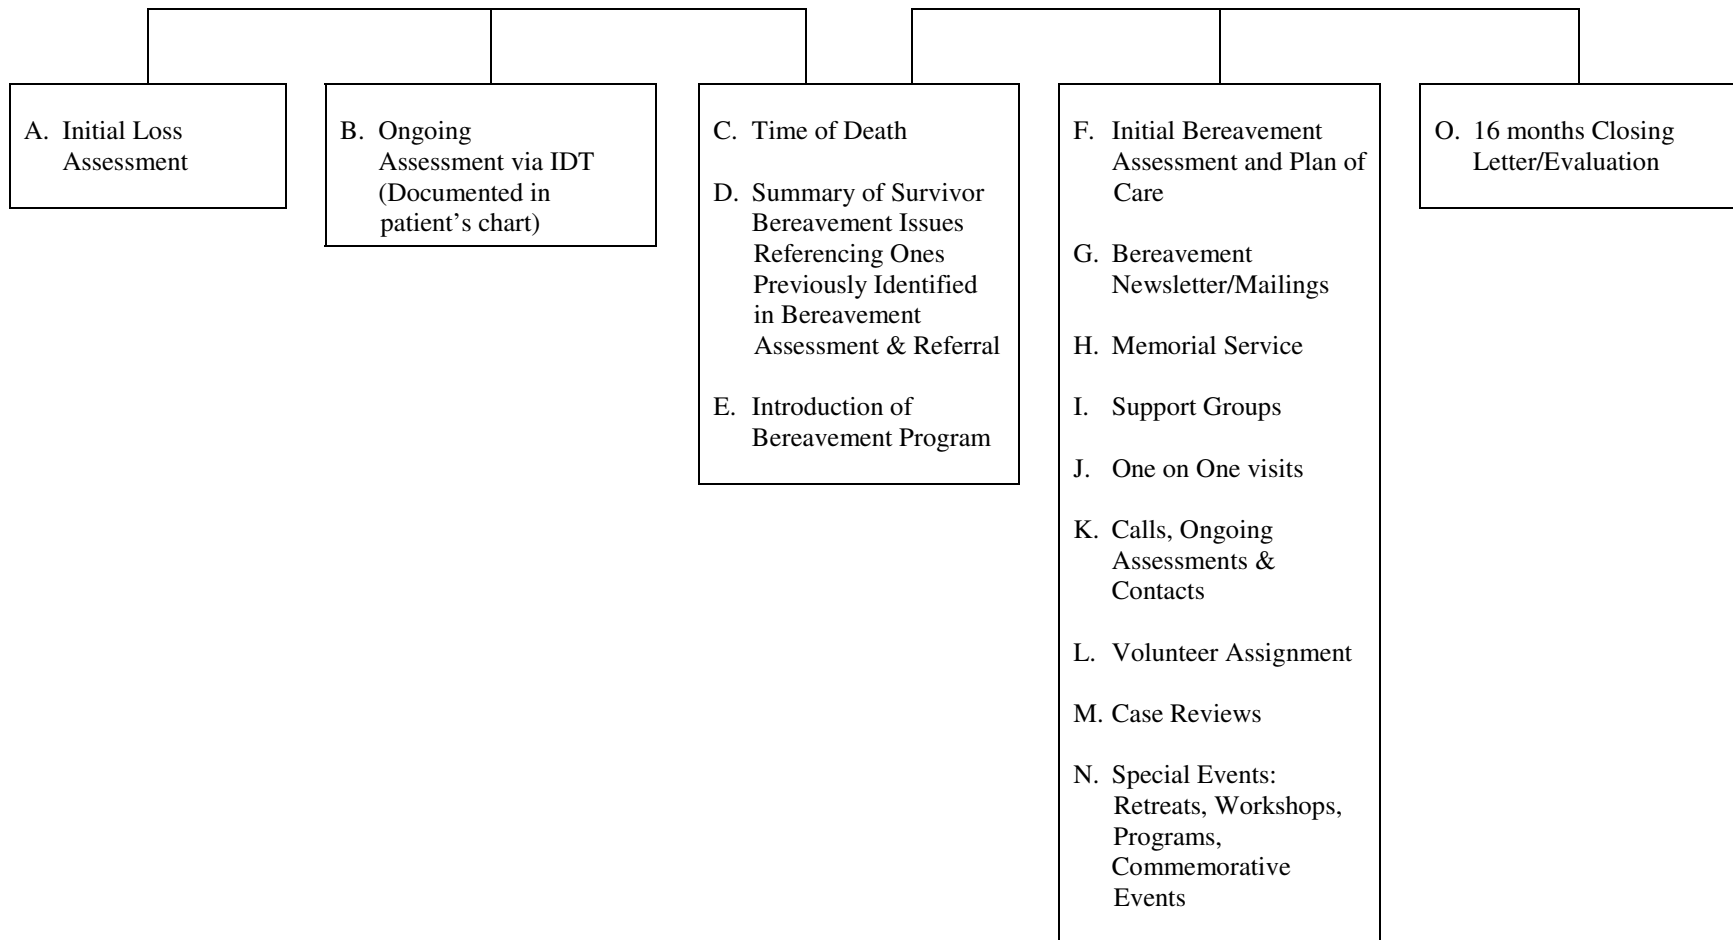 A. Initial Loss
Assessment
B. Ongoing
Assessment via IDT
(Documented in
patient's chart)
C. Time of Death
D. Summary of Survivor
Bereavement Issues
Referencing Ones
Previously Identified
in Bereavement
Assessment & Referral
E. Introduction of
Bereavement Program
F. Initial Bereavement
Assessment and Plan of
Care
G. Bereavement
Newsletter/Mailings
H. Memorial Service
I. Support Groups
J. One on One visits
K. Calls, Ongoing
Assessments &
Contacts
L. Volunteer Assignment
M. Case Reviews
N. Special Events:
Retreats, Workshops,
Programs,
Commemorative
Events
O. 16 months Closing
Letter/Evaluation